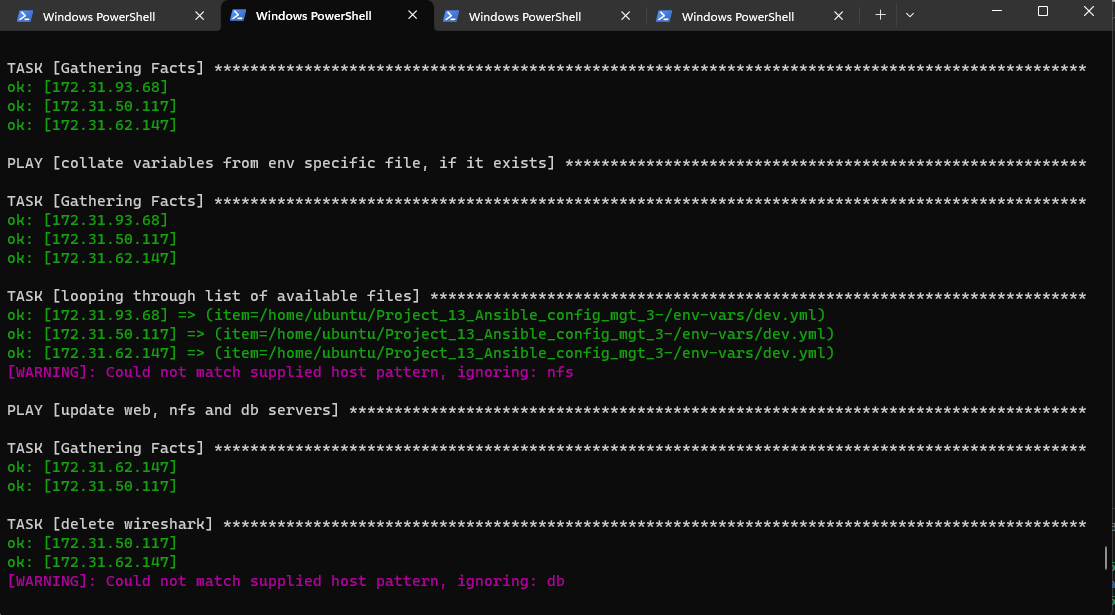 Windows PowerShell Windows PowerShell Windows PowerShell Windows PowerShell
TASK [Gathering Facts] *************************************************************************************************
ok: [172.31.93.68]
ok: [172.31.50.117]
ok: [172.31.62.147]
PLAY [collate variables from env specific file, if it exists] **********************************************************
TASK [Gathering Facts] *************************************************************************************************
ok: [172.31.93.68]
ok: [172.31.50.117]
ok: [172.31.62.147]
TASK [looping through list of available files] *************************************************************************
ok: [172.31.93.68] => (item=/home/ubuntu/Project_13_Ansible_config_mgt_3-/env-vars/dev.yml)
ok: [172.31.50.117] => (item=/home/ubuntu/Project_13_Ansible_config_mgt_3-/env-vars/dev.yml)
ok: [172.31.62.147] => (item=/home/ubuntu/Project_13_Ansible_config_mgt_3-/env-vars/dev.yml)
[WARNING]: Could not match supplied host pattern, ignoring: nfs
PLAY [update web, nfs and db servers] **********************************************************************************
TASK [Gathering Facts] *************************************************************************************************
ok: [172.31.62.147]
ok: [172.31.50.117]
TASK [delete wireshark] ************************************************************************************************
ok: [172.31.50.117]
ok: [172.31.62.147]
[WARNING]: Could not match supplied host pattern, ignoring: db